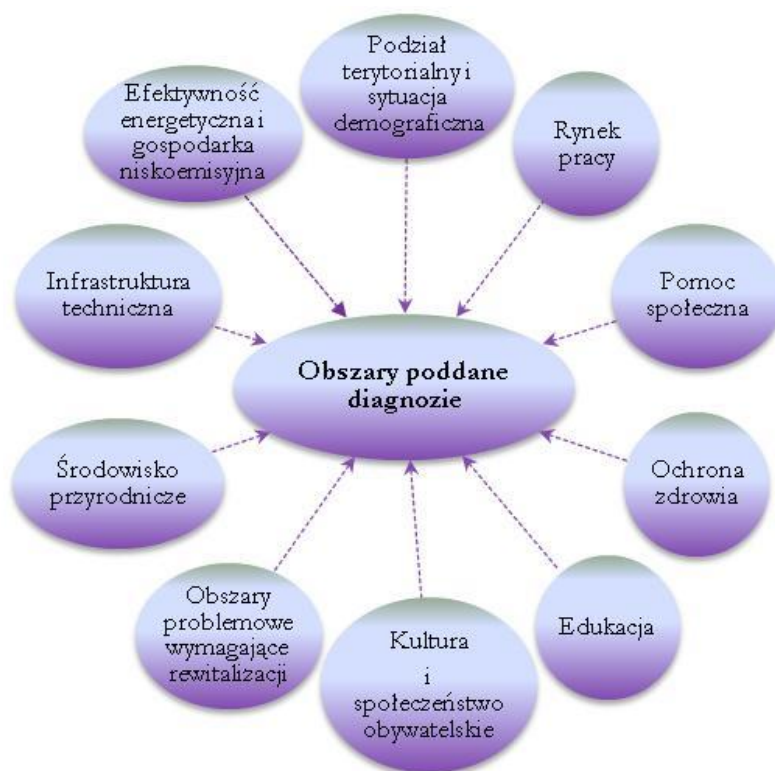 Podział
terytorialny i
sytuacja
demograficzna
Rynek
pracy
Pomoc
społeczna
Ochrona
zdrowia
Edukacja
Kultura
i
społeczeństwo
obywatelskie
Obszary
problemowe
wymagające
rewitalizacji
Środowisko
przyrodnicze
Infrastruktura
techniczna
Efektywność
energetyczna i
gospodarka
niskoemisyjna
Obszary poddane
diagnozie